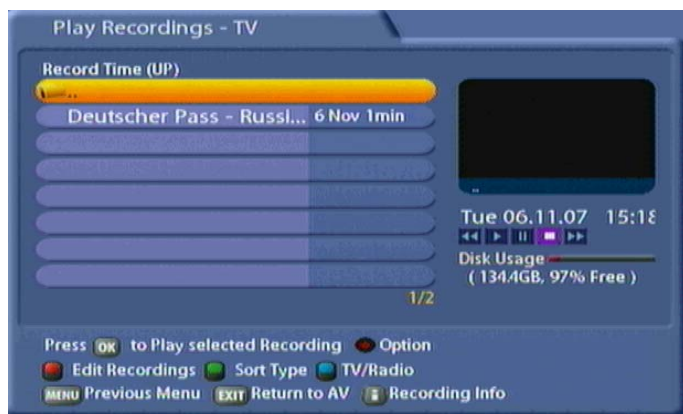 Play Recordings - TV
Record Time (UP)
..
Deutscher Pass - Russl... 6 Nov 1min
..
Tue 06.11.07 15:18
Disk Usage
( 134.4GB, 97% Free )
1/2
Press OK to Play selected Recording Option
Edit Recordings Sort Type TV/Radio
MENU Previous Menu EXIT Return to AV i Recording Info